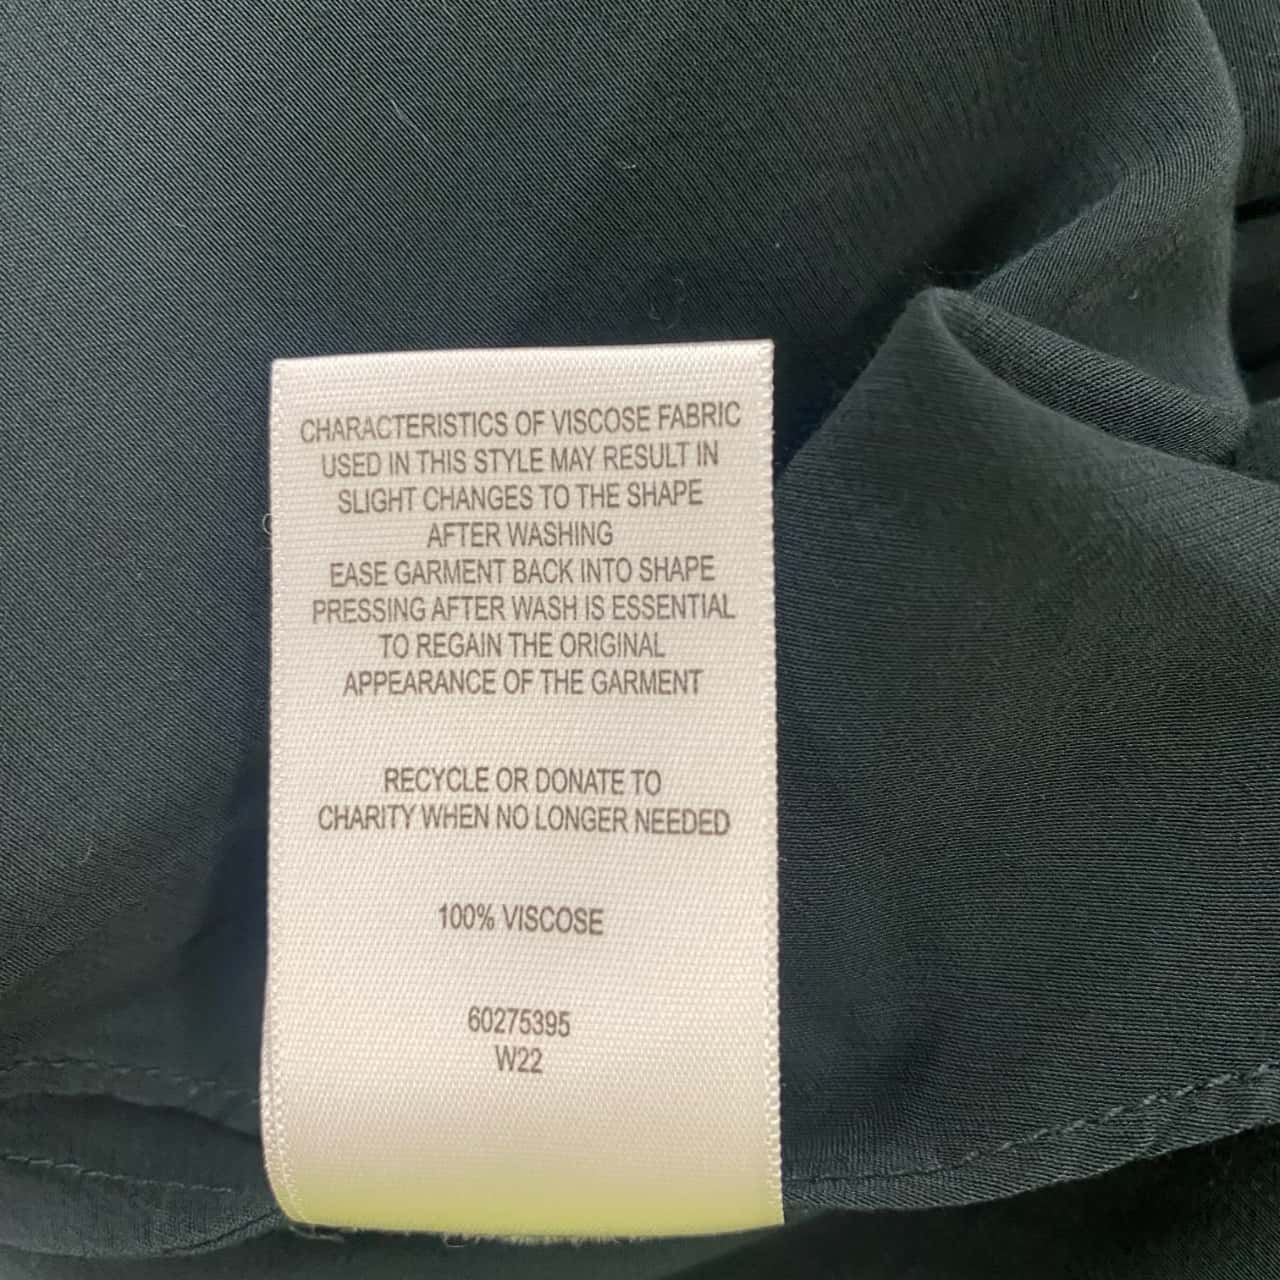 CHARACTERISTICS OF VISCOSE FABRIC
USED IN THIS STYLE MAY RESULT IN
SLIGHT CHANGES TO THE SHAPE
AFTER WASHING
EASE GARMENT BACK INTO SHAPE
PRESSING AFTER WASH IS ESSENTIAL
TO REGAIN THE ORIGINAL
APPEARANCE OF THE GARMENT
RECYCLE OR DONATE TO
CHARITY WHEN NO LONGER NEEDED
100% VISCOSE
60275395
W22